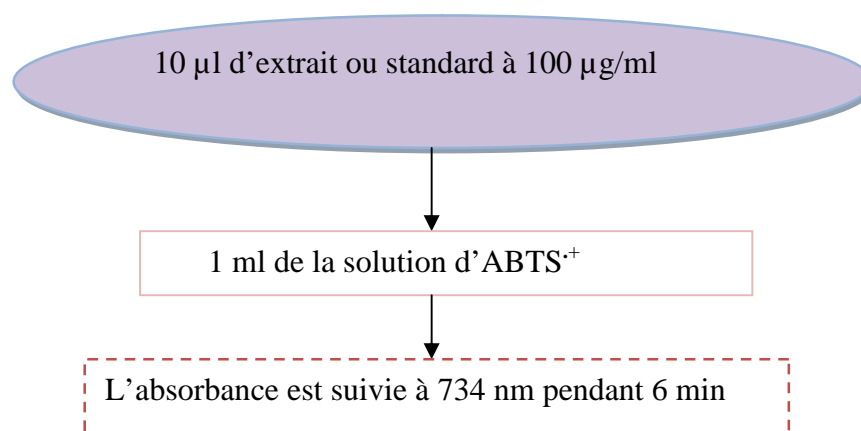 10 µl d’extrait ou standard à 100 µg/ml
1 ml de la solution d’ABTS·+
L’absorbance est suivie à 734 nm pendant 6 min